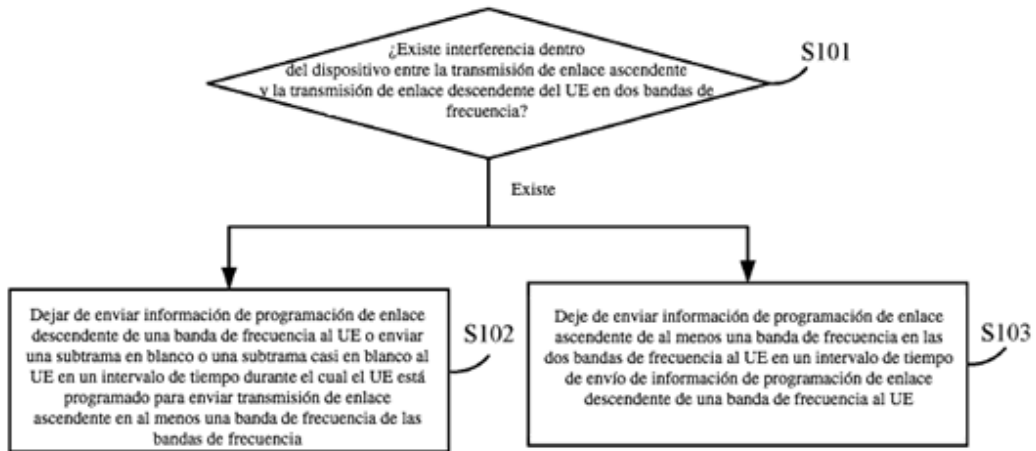 ¿Existe interferencia dentro
del dispositivo entre la transmisión de enlace ascendente
y la transmisión de enlace descendente del UE en dos bandas de
frecuencia?
S101
Existe
Dejar de enviar información de programación de enlace
descendente de una banda de frecuencia al UE o enviar
una subtrama en blanco o una subtrama casi en blanco al
UE en un intervalo de tiempo durante el cual el UE está
programado para enviar transmisión de enlace
ascendente en al menos una banda de frecuencia de las
bandas de frecuencia
S102
Deje de enviar información de programación de enlace
ascendente de al menos una banda de frecuencia en las
dos bandas de frecuencia al UE en un intervalo de tiempo
de envío de información de programación de enlace
descendente de una banda de frecuencia al UE
S103